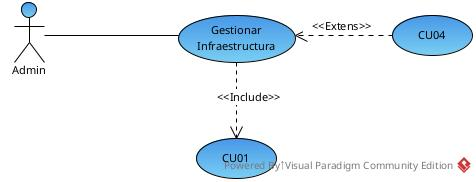 Gestionar
Infraestructura
<<Extens>>
CU04
Admin
<<Include>>
CU01
Powered By Visual Paradigm Community Edition